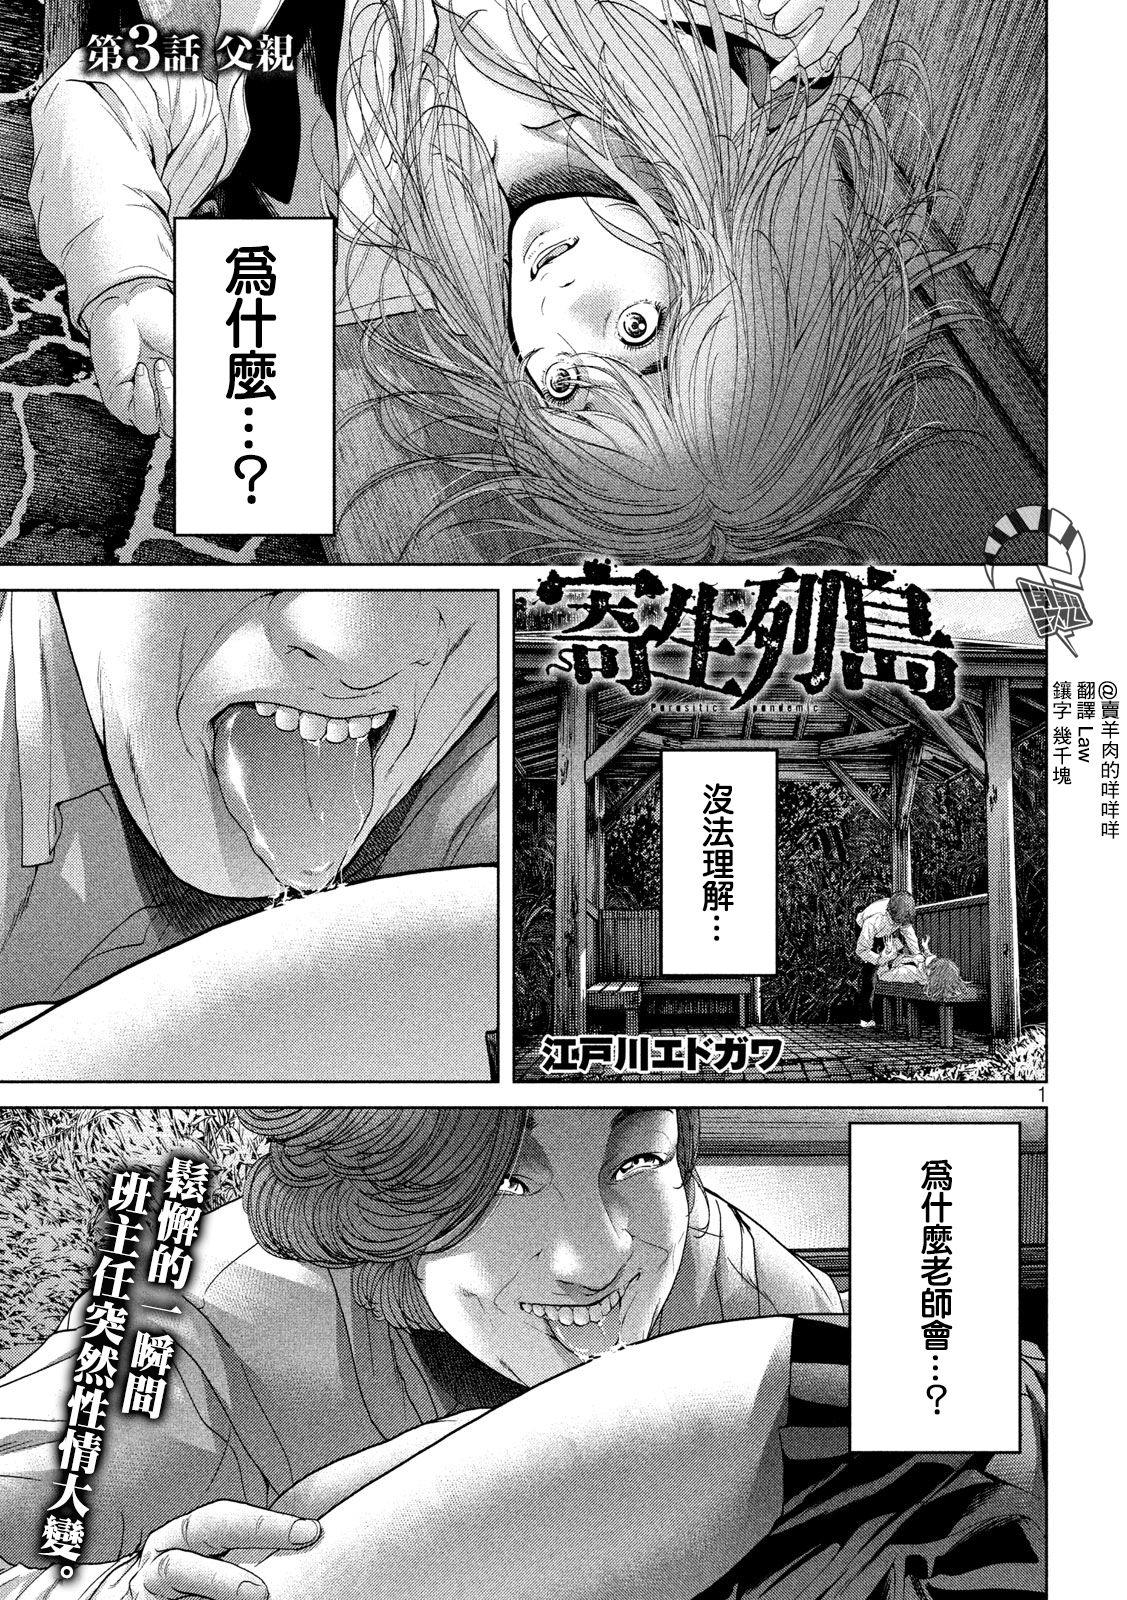 第3話 父親
為什麼…？
寄生列島
Parasitic pandemic
沒法理解…
江戸川エドガワ
@賣羊肉的咩咩咩
翻譯 Law
鑲字 幾千塊
1
為什麼老師會…？
鬆懈的一瞬間
班主任突然性情大變。